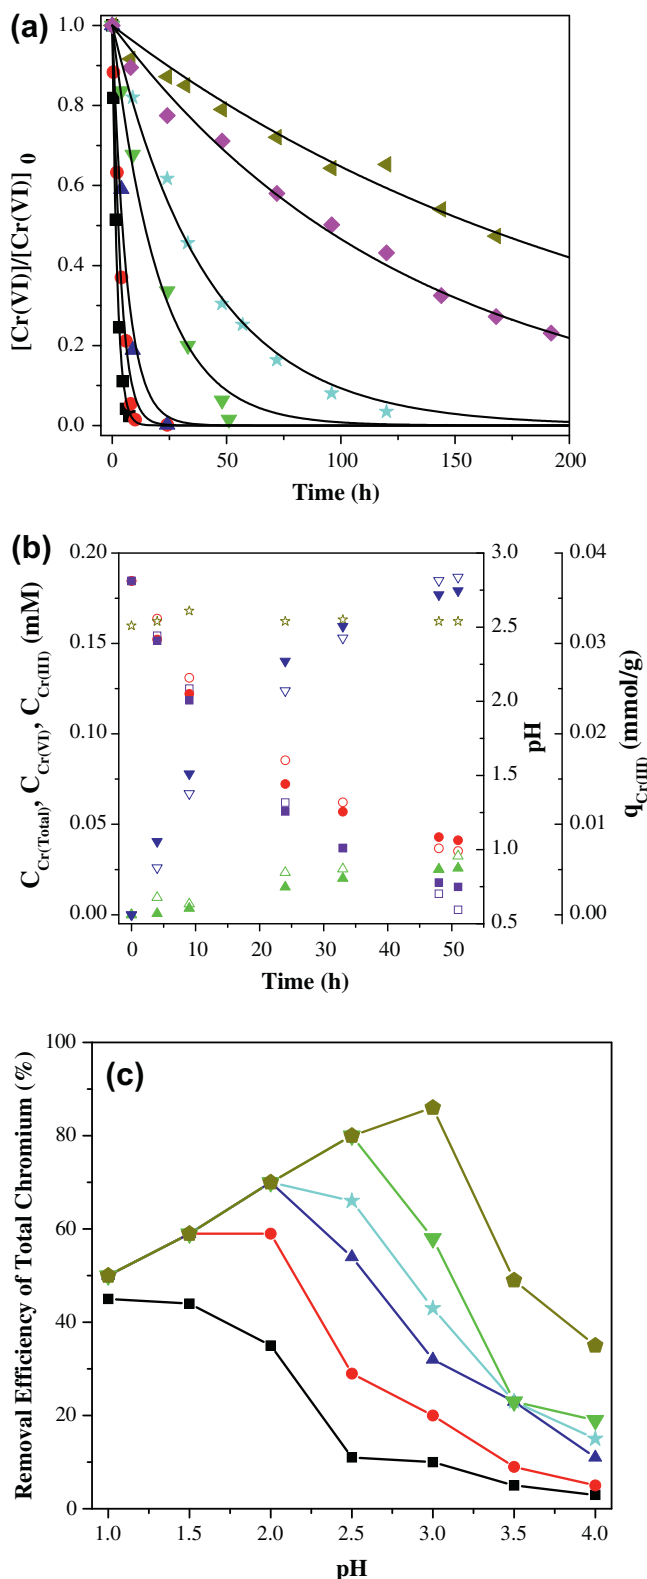 (a)
1.0
0.8
0.6
0.4
0.2
0.0
[Cr(VI)]/[Cr(VI)]0
0 50 100 150 200
Time (h)
(b)
0.20
0.15
0.10
0.05
0.00
CCr(Total), CCr(VI), CCr(III) (mM)
3.0
2.5
2.0
1.5
1.0
0.5
pH
0.04
0.03
0.02
0.01
0.00
qCr(III) (mmol/g)
0 10 20 30 40 50
Time (h)
(c)
100
80
60
40
20
0
Removal Efficiency of Total Chromium (%)
1.0 1.5 2.0 2.5 3.0 3.5 4.0
pH